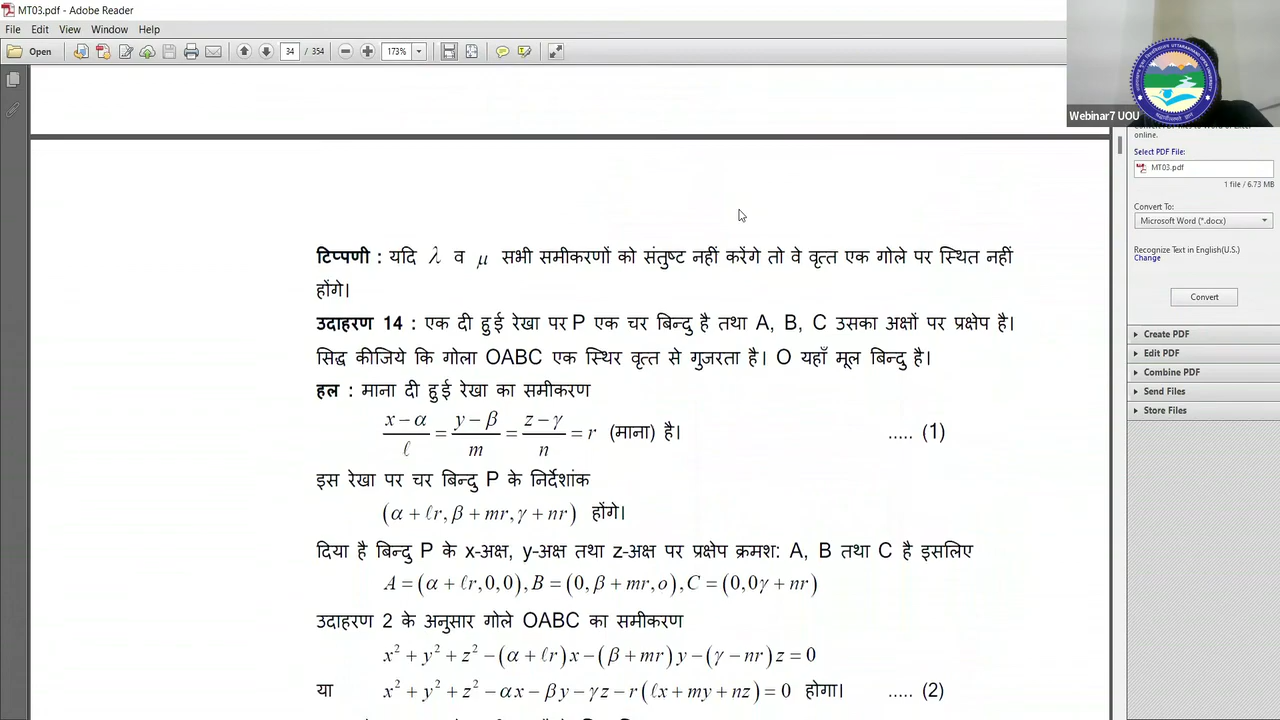 MT03.pdf - Adobe Reader
File Edit View Window Help
Open 34 / 354 173%
Webinar7 UOU
online.
Select PDF File:
MT03.pdf
1 file / 6.73 MB
Convert To:
Microsoft Word (*.docx)
Recognize Text in English(U.S.)
Change
Convert
Create PDF
Edit PDF
Combine PDF
Send Files
Store Files
टिप्पणी : यदि λ व μ सभी समीकरणों को संतुष्ट नहीं करेंगे तो वे वृत्त एक गोले पर स्थित नहीं
होंगे।
उदाहरण 14 : एक दी हुई रेखा पर P एक चर बिन्दु है तथा A, B, C उसका अक्षों पर प्रक्षेप है।
सिद्ध कीजिये कि गोला OABC एक स्थिर वृत्त से गुजरता है। O यहाँ मूल बिन्दु है।
हल : माना दी हुई रेखा का समीकरण
(x−α)/ℓ = (y−β)/m = (z−γ)/n = r (माना) है। ..... (1)
इस रेखा पर चर बिन्दु P के निर्देशांक
(α+ℓr, β+mr, γ+nr) होंगे।
दिया है बिन्दु P के x-अक्ष, y-अक्ष तथा z-अक्ष पर प्रक्षेप क्रमश: A, B तथा C है इसलिए
A=(α+ℓr,0,0), B=(0,β+mr,o), C=(0,0γ+nr)
उदाहरण 2 के अनुसार गोले OABC का समीकरण
x²+y²+z²−(α+ℓr)x−(β+mr)y−(γ−nr)z=0
या x²+y²+z²−αx−βy−γz−r(ℓx+my+nz)=0 होगा। ..... (2)